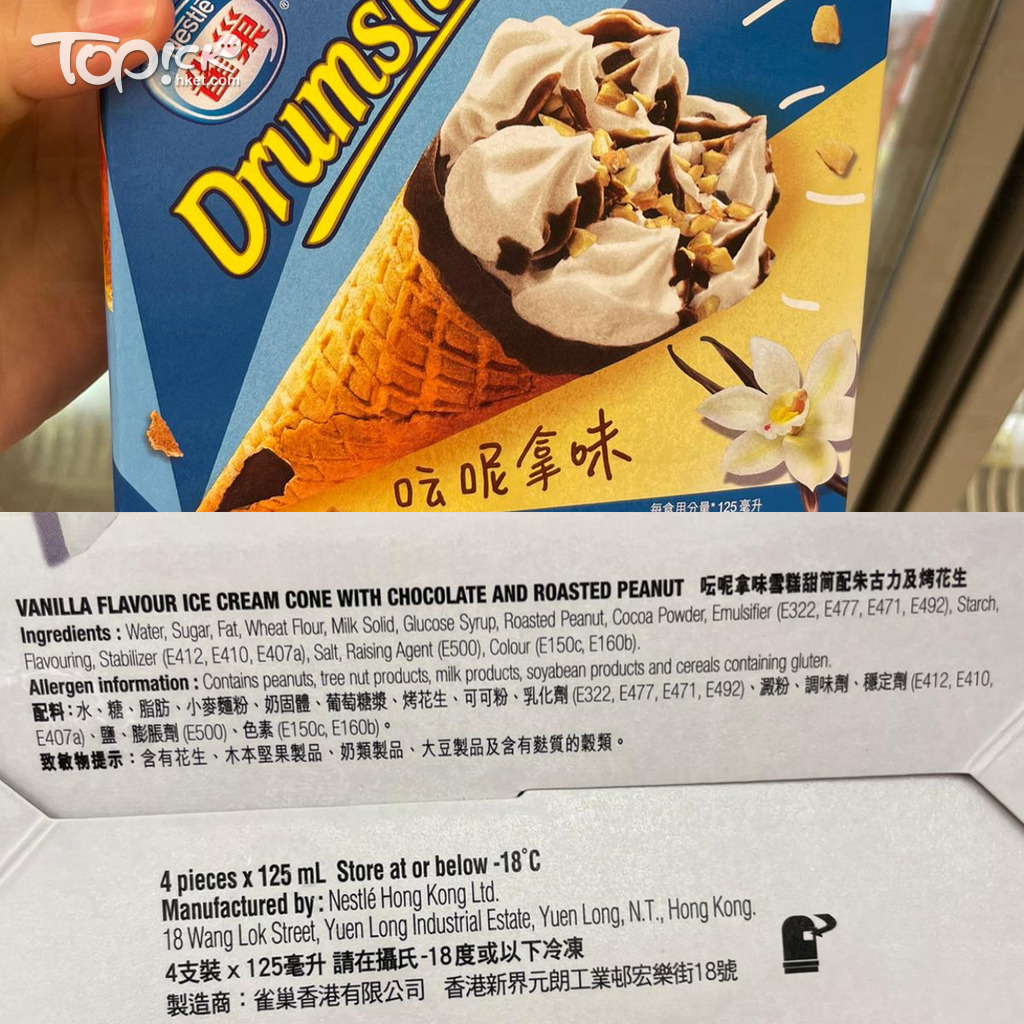 TOPick
hket.com
Nestlé
雀巢
Drumsti
呍呢拿味
每食用分量*125毫升
VANILLA FLAVOUR ICE CREAM CONE WITH CHOCOLATE AND ROASTED PEANUT 呍呢拿味雪糕甜筒配朱古力及烤花生
Ingredients : Water, Sugar, Fat, Wheat Flour, Milk Solid, Glucose Syrup, Roasted Peanut, Cocoa Powder, Emulsifier (E322, E477, E471, E492), Starch,
Flavouring, Stabilizer (E412, E410, E407a), Salt, Raising Agent (E500), Colour (E150c, E160b).
Allergen information : Contains peanuts, tree nut products, milk products, soyabean products and cereals containing gluten.
配料：水、糖、脂肪、小麥麵粉、奶固體、葡萄糖漿、烤花生、可可粉、乳化劑 (E322, E477, E471, E492)、澱粉、調味劑、穩定劑 (E412, E410,
E407a)、鹽、膨脹劑 (E500)、色素 (E150c, E160b)。
致敏物提示：含有花生、木本堅果製品、奶類製品、大豆製品及含有麩質的穀類。
4 pieces x 125 mL Store at or below -18°C
Manufactured by : Nestlé Hong Kong Ltd.
18 Wang Lok Street, Yuen Long Industrial Estate, Yuen Long, N.T., Hong Kong.
4支裝 x 125毫升 請在攝氏-18度或以下冷凍
製造商：雀巢香港有限公司 香港新界元朗工業邨宏樂街18號